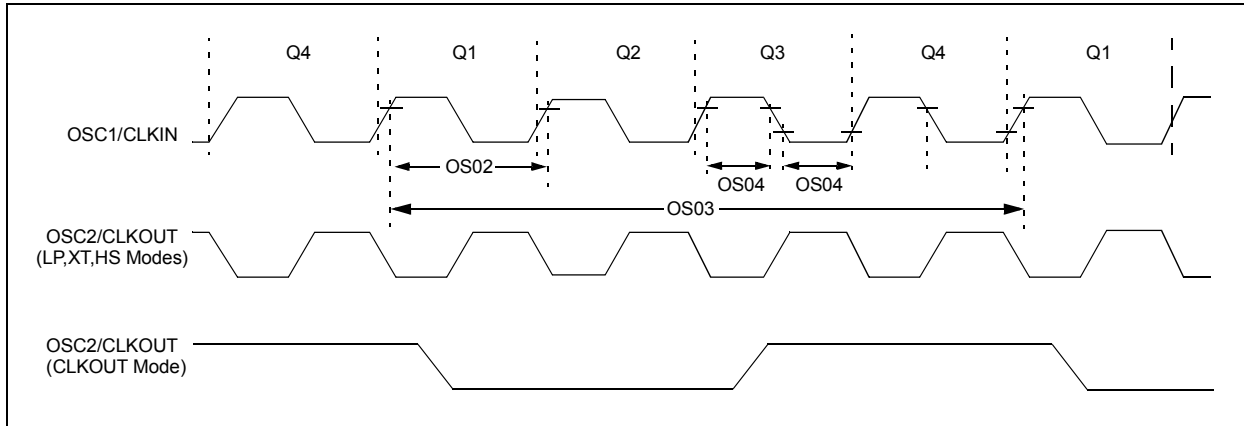 Q4 Q1 Q2 Q3 Q4 Q1
OSC1/CLKIN
OS02
OS04 OS04
OS03
OSC2/CLKOUT
(LP,XT,HS Modes)
OSC2/CLKOUT
(CLKOUT Mode)